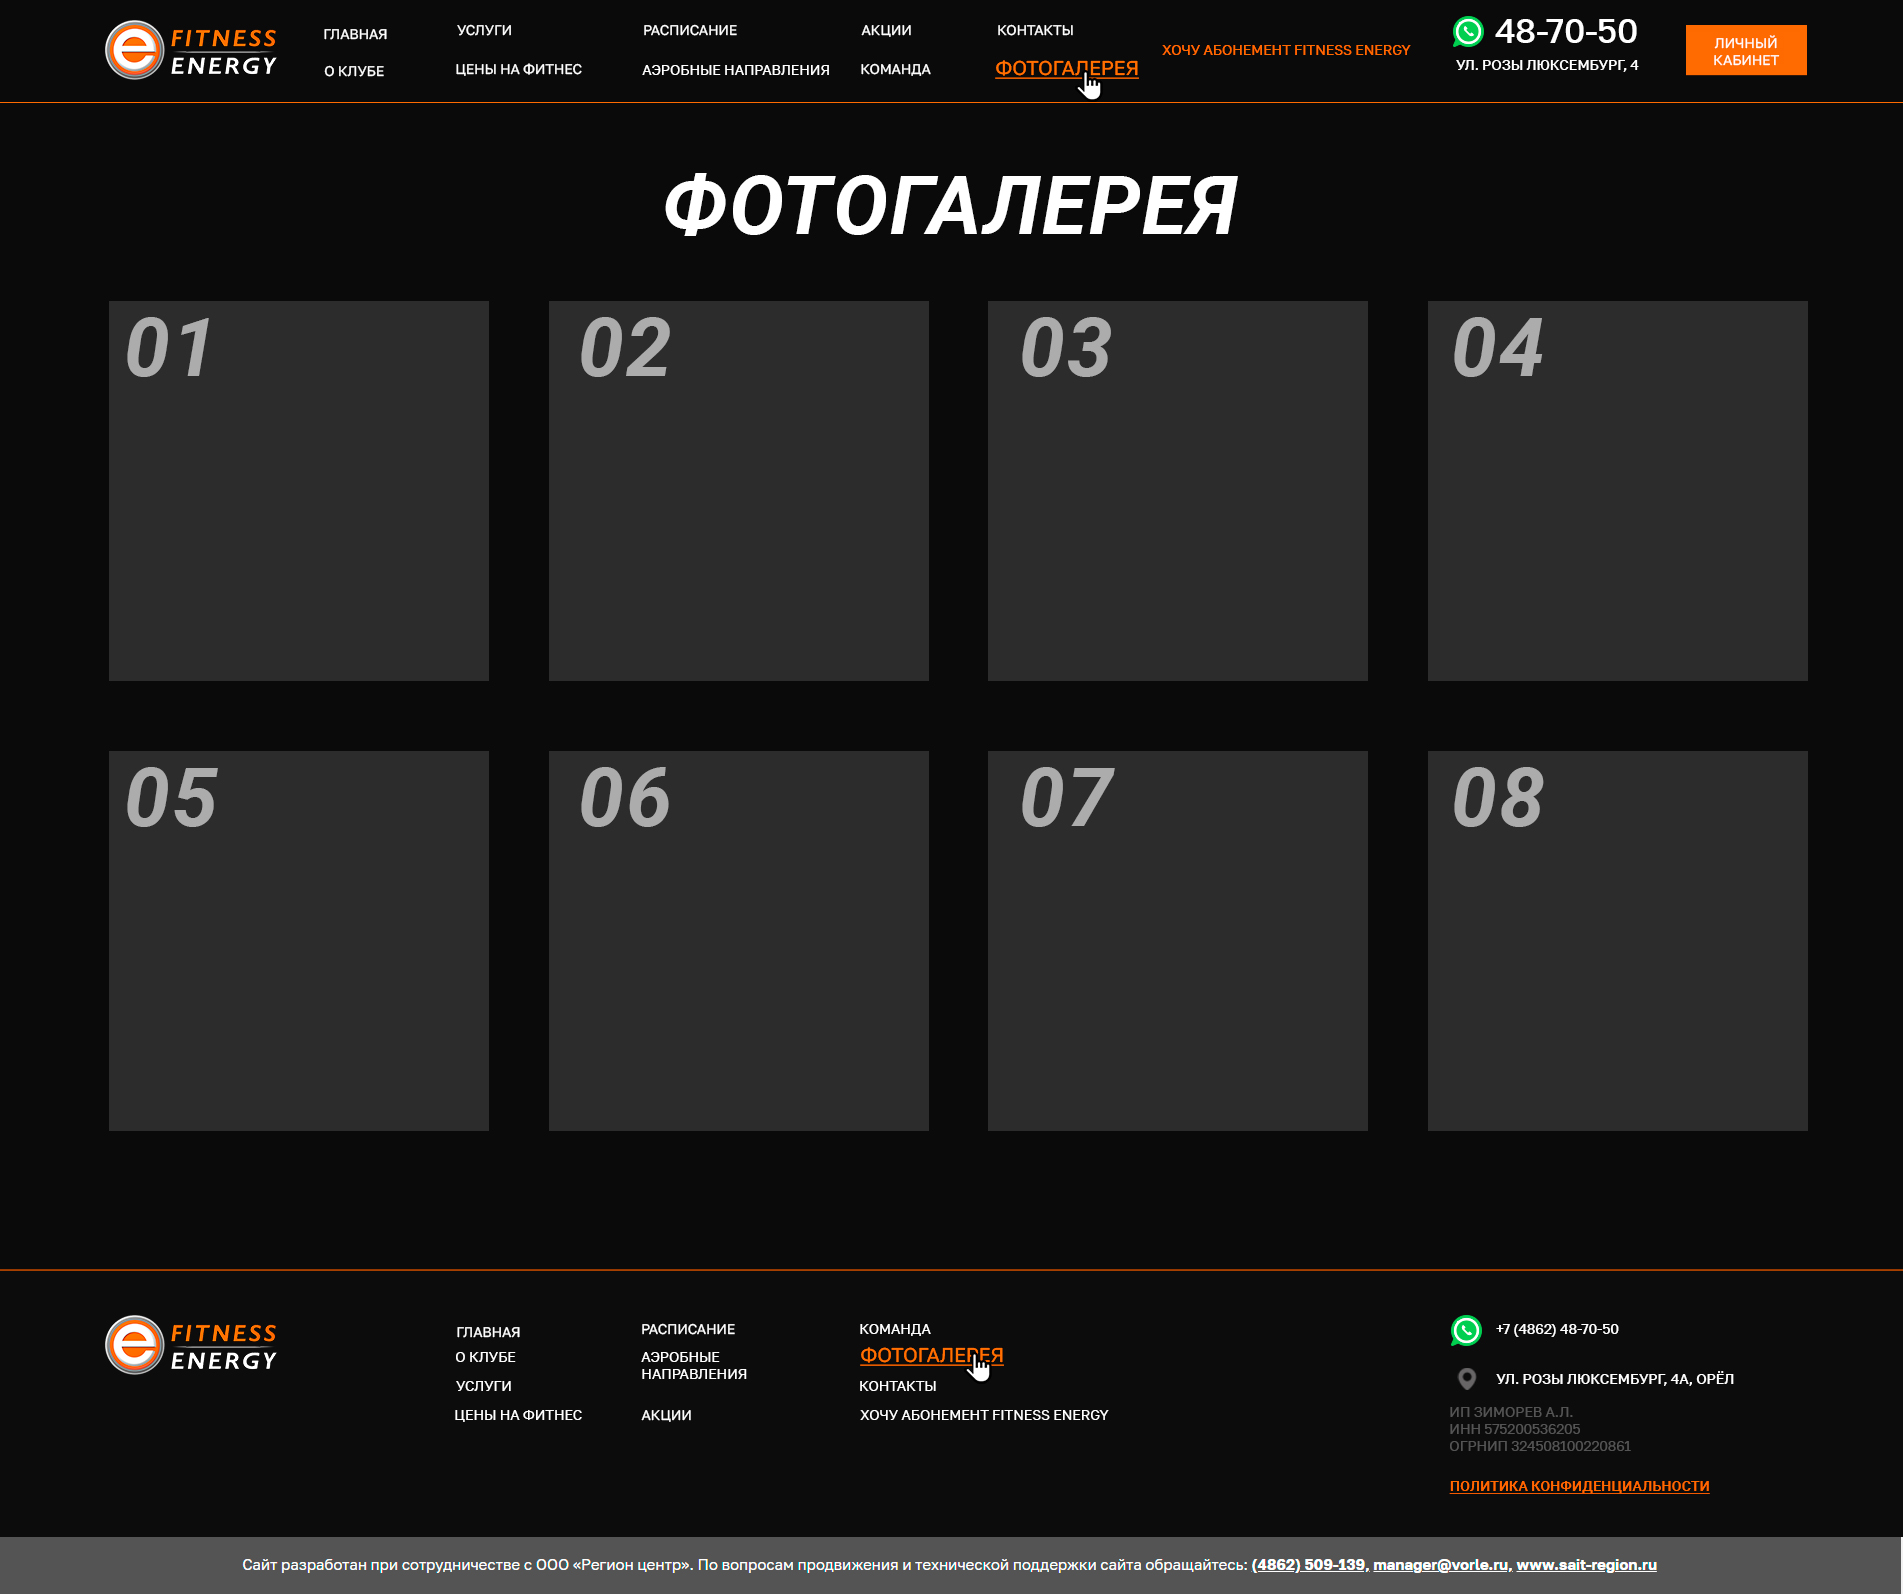 FITNESS
ENERGY
ГЛАВНАЯ
О КЛУБЕ
УСЛУГИ
ЦЕНЫ НА ФИТНЕС
РАСПИСАНИЕ
АЭРОБНЫЕ НАПРАВЛЕНИЯ
АКЦИИ
КОМАНДА
КОНТАКТЫ
ФОТОГАЛЕРЕЯ
ХОЧУ АБОНЕМЕНТ FITNESS ENERGY
48-70-50
УЛ. РОЗЫ ЛЮКСЕМБУРГ, 4
ЛИЧНЫЙ
КАБИНЕТ
ФОТОГАЛЕРЕЯ
01
02
03
04
05
06
07
08
FITNESS
ENERGY
ГЛАВНАЯ
О КЛУБЕ
УСЛУГИ
ЦЕНЫ НА ФИТНЕС
РАСПИСАНИЕ
АЭРОБНЫЕ
НАПРАВЛЕНИЯ
АКЦИИ
КОМАНДА
ФОТОГАЛЕРЕЯ
КОНТАКТЫ
ХОЧУ АБОНЕМЕНТ FITNESS ENERGY
+7 (4862) 48-70-50
УЛ. РОЗЫ ЛЮКСЕМБУРГ, 4А, ОРЁЛ
ИП ЗИМОРЕВ А.Л.
ИНН 575200536205
ОГРНИП 324508100220861
ПОЛИТИКА КОНФИДЕНЦИАЛЬНОСТИ
Сайт разработан при сотрудничестве с ООО «Регион центр». По вопросам продвижения и технической поддержки сайта обращайтесь: (4862) 509-139, manager@vorle.ru, www.sait-region.ru